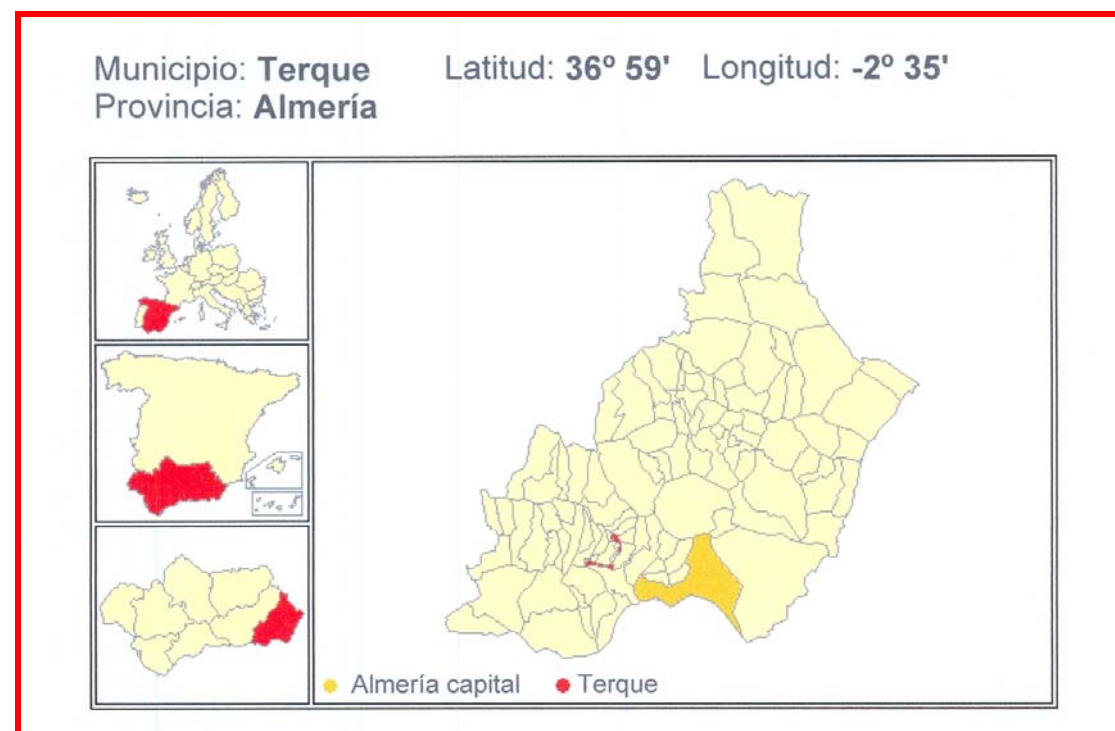 Municipio: Terque Latitud: 36º 59' Longitud: -2º 35'
Provincia: Almería
Almería capital Terque